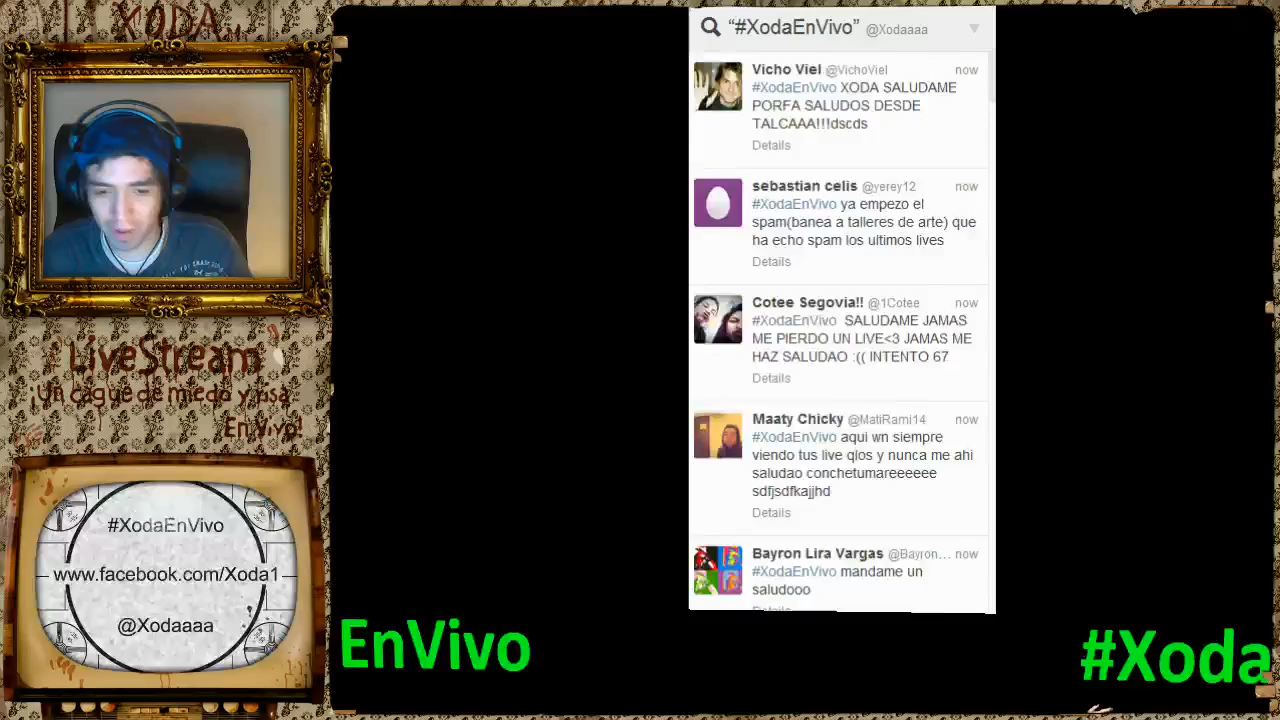 XODA
LiveStream
Un cague de miedo y risa
En Vivo!
#XodaEnVivo
www.facebook.com/Xoda1
@Xodaaaa
“#XodaEnVivo” @Xodaaaa
Vicho Viel @VichoViel now
#XodaEnVivo XODA SALUDAME
PORFA SALUDOS DESDE
TALCAAA!!!dscds
Details
sebastian celis @yerey12 now
#XodaEnVivo ya empezo el
spam(banea a talleres de arte) que
ha echo spam los ultimos lives
Details
Cotee Segovia!! @1Cotee now
#XodaEnVivo SALUDAME JAMAS
ME PIERDO UN LIVE<3 JAMAS ME
HAZ SALUDAO :(( INTENTO 67
Details
Maaty Chicky @MatiRami14 now
#XodaEnVivo aqui wn siempre
viendo tus live qlos y nunca me ahi
saludao conchetumareeeeee
sdfjsdfkajjhd
Details
Bayron Lira Vargas @Bayron... now
#XodaEnVivo mandame un
saludooo
Details
EnVivo
#Xoda